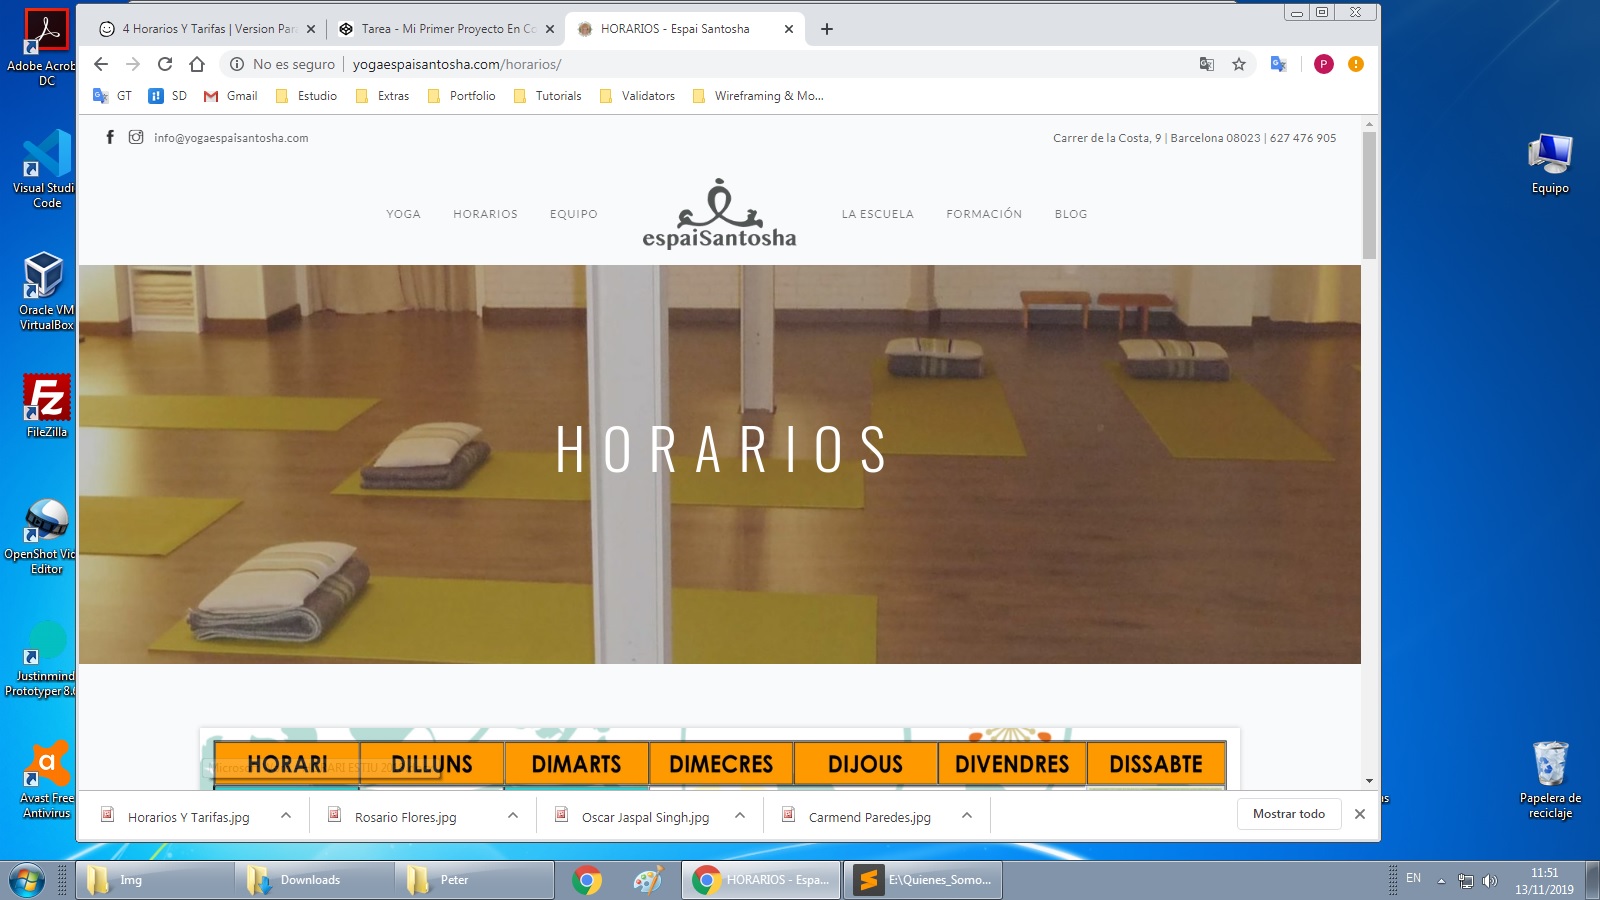 Adobe Acrob
DC
Visual Studi
Code
Oracle VM
VirtualBox
FileZilla
OpenShot Vid
Editor
Justinmind
Prototyper 8.
Avast Free
Antivirus
4 Horarios Y Tarifas | Version Para
Tarea - Mi Primer Proyecto En Co
HORARIOS - Espai Santosha
No es seguro
yogaespaisantosha.com/horarios/
GT
SD
Gmail
Estudio
Extras
Portfolio
Tutorials
Validators
Wireframing & Mo...
info@yogaespaisantosha.com
Carrer de la Costa, 9 | Barcelona 08023 | 627 476 905
YOGA
HORARIOS
EQUIPO
espaiSantosha
LA ESCUELA
FORMACIÓN
BLOG
HORARIOS
HORARI
DILLUNS
DIMARTS
DIMECRES
DIJOUS
DIVENDRES
DISSABTE
Horarios Y Tarifas.jpg
Rosario Flores.jpg
Oscar Jaspal Singh.jpg
Carmend Paredes.jpg
Mostrar todo
Equipo
Papelera de
reciclaje
Img
Downloads
Peter
HORARIOS - Espa...
E:\Quienes_Somo...
EN
11:51
13/11/2019